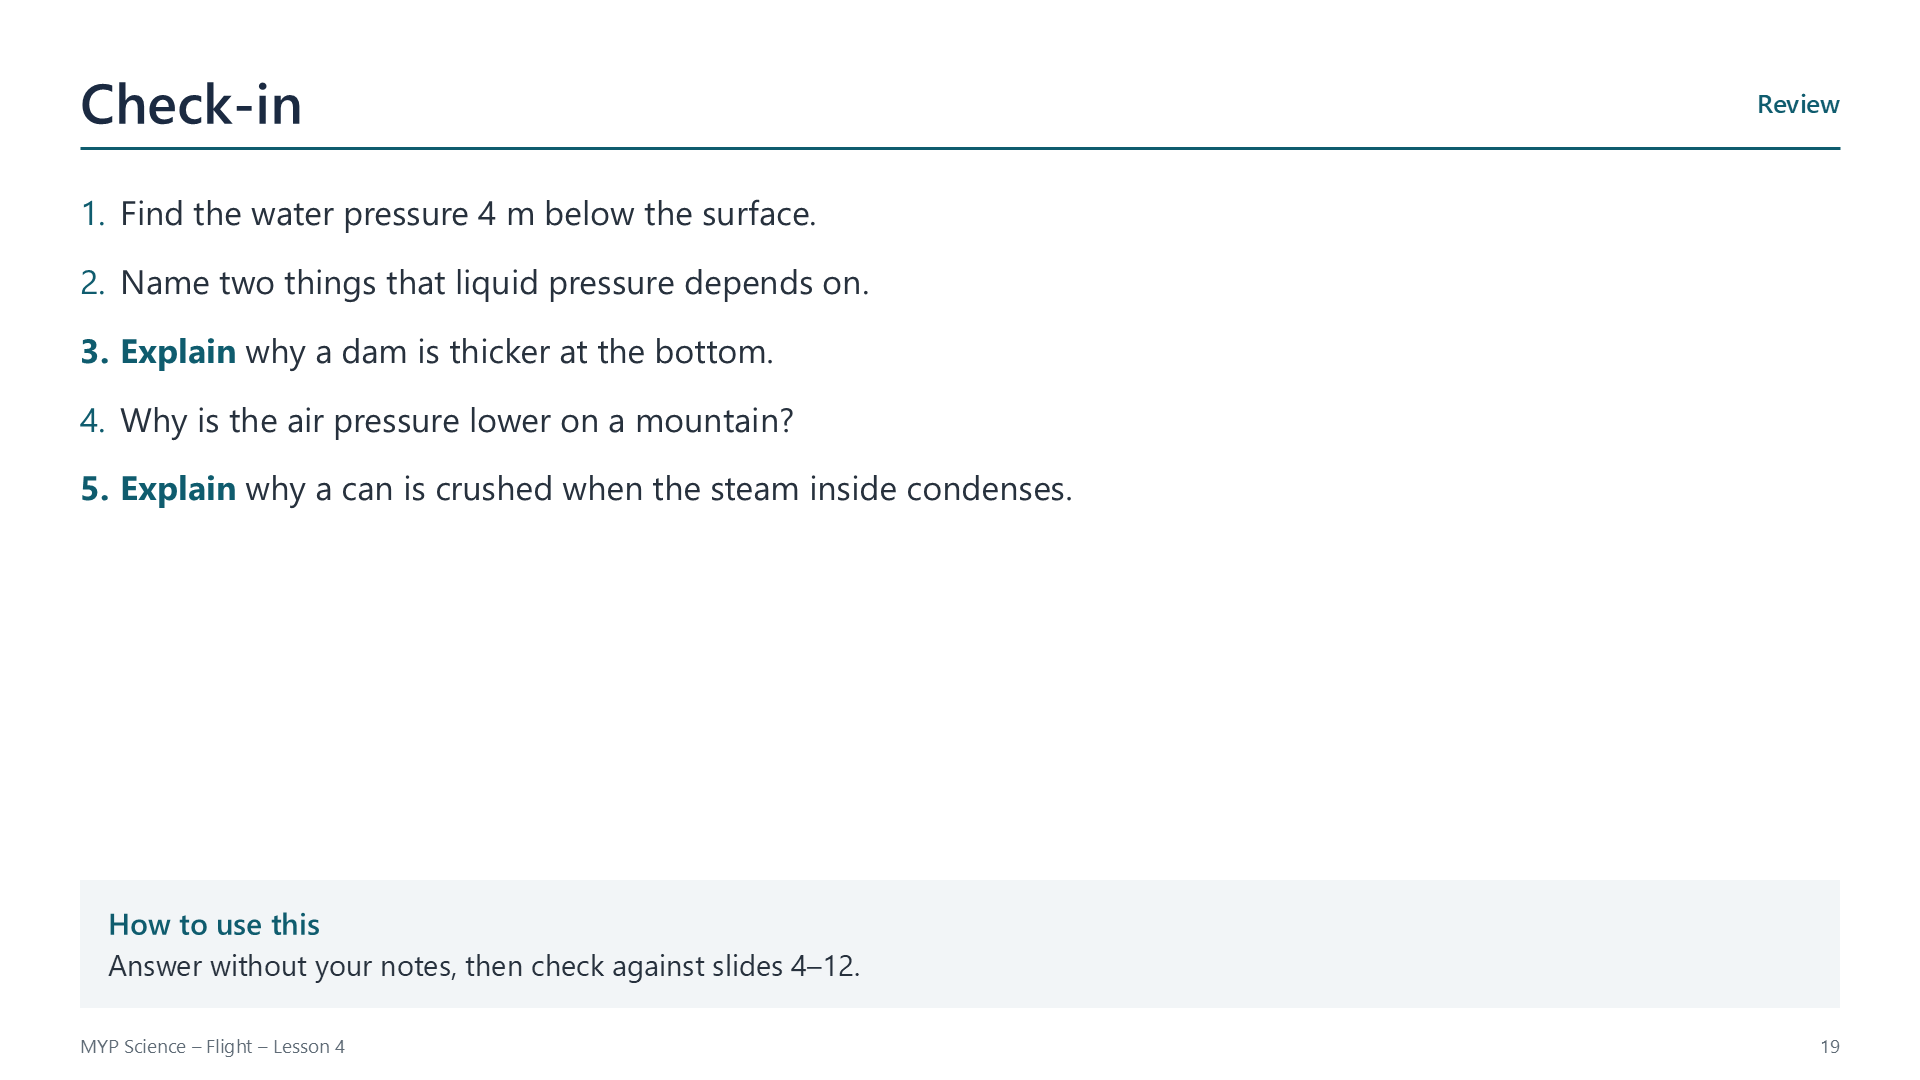 Check-in
Review
1. Find the water pressure 4 m below the surface.
2. Name two things that liquid pressure depends on.
3. Explain why a dam is thicker at the bottom.
4. Why is the air pressure lower on a mountain?
5. Explain why a can is crushed when the steam inside condenses.
How to use this
Answer without your notes, then check against slides 4–12.
MYP Science – Flight – Lesson 4
19